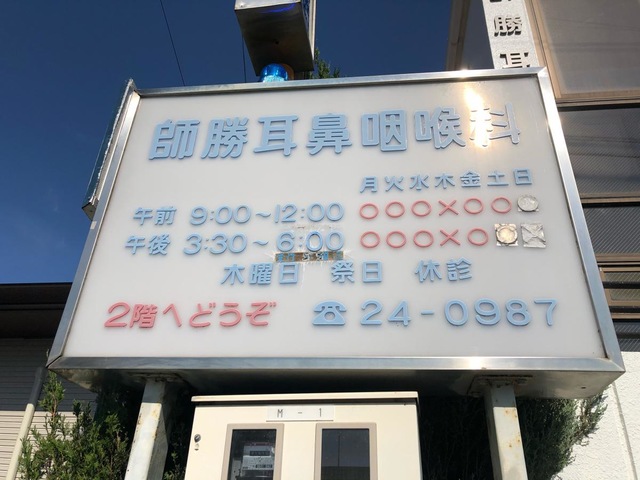 勝耳
師勝耳鼻咽喉科
月火水木金土日
午前 9:00~12:00 ○○○×○○○
午後 3:30~6:00 ○○○×○
木曜日 祭日 休診
2階へどうぞ ☎24-0987
M-1